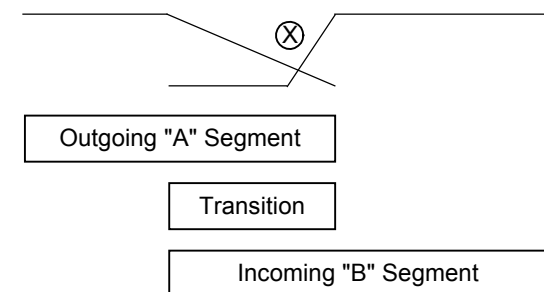 X
Outgoing "A" Segment
Transition
Incoming "B" Segment